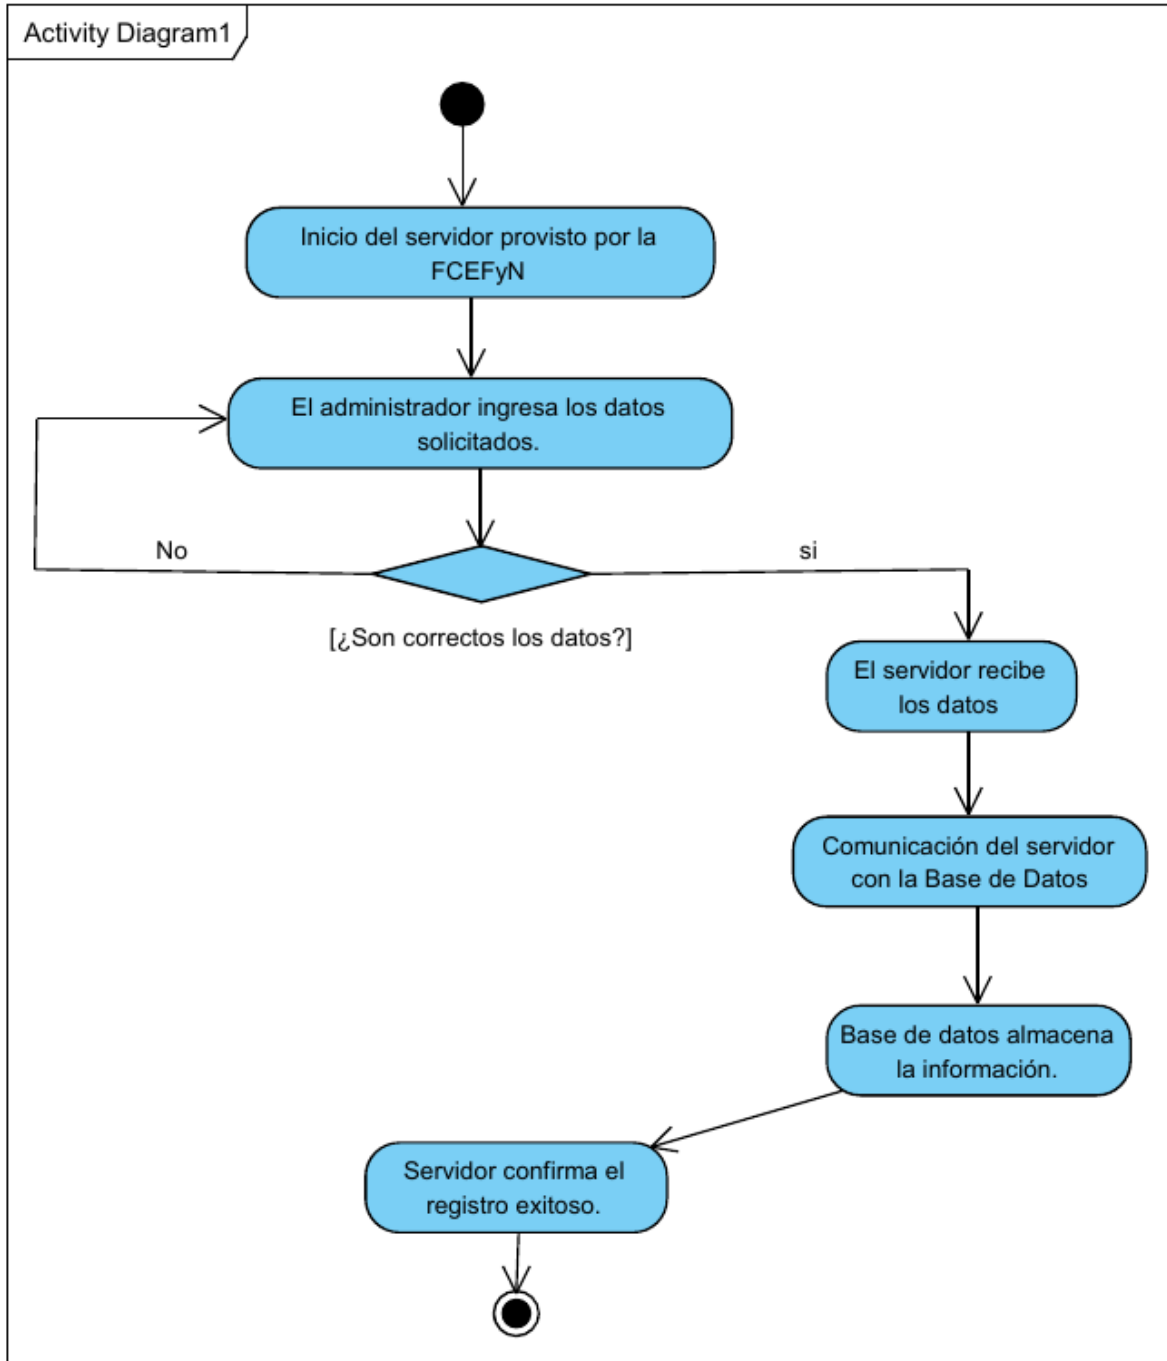 Activity Diagram1
Inicio del servidor provisto por la
FCEFyN
El administrador ingresa los datos
solicitados.
No
si
[¿Son correctos los datos?]
El servidor recibe
los datos
Comunicación del servidor
con la Base de Datos
Base de datos almacena
la información.
Servidor confirma el
registro exitoso.